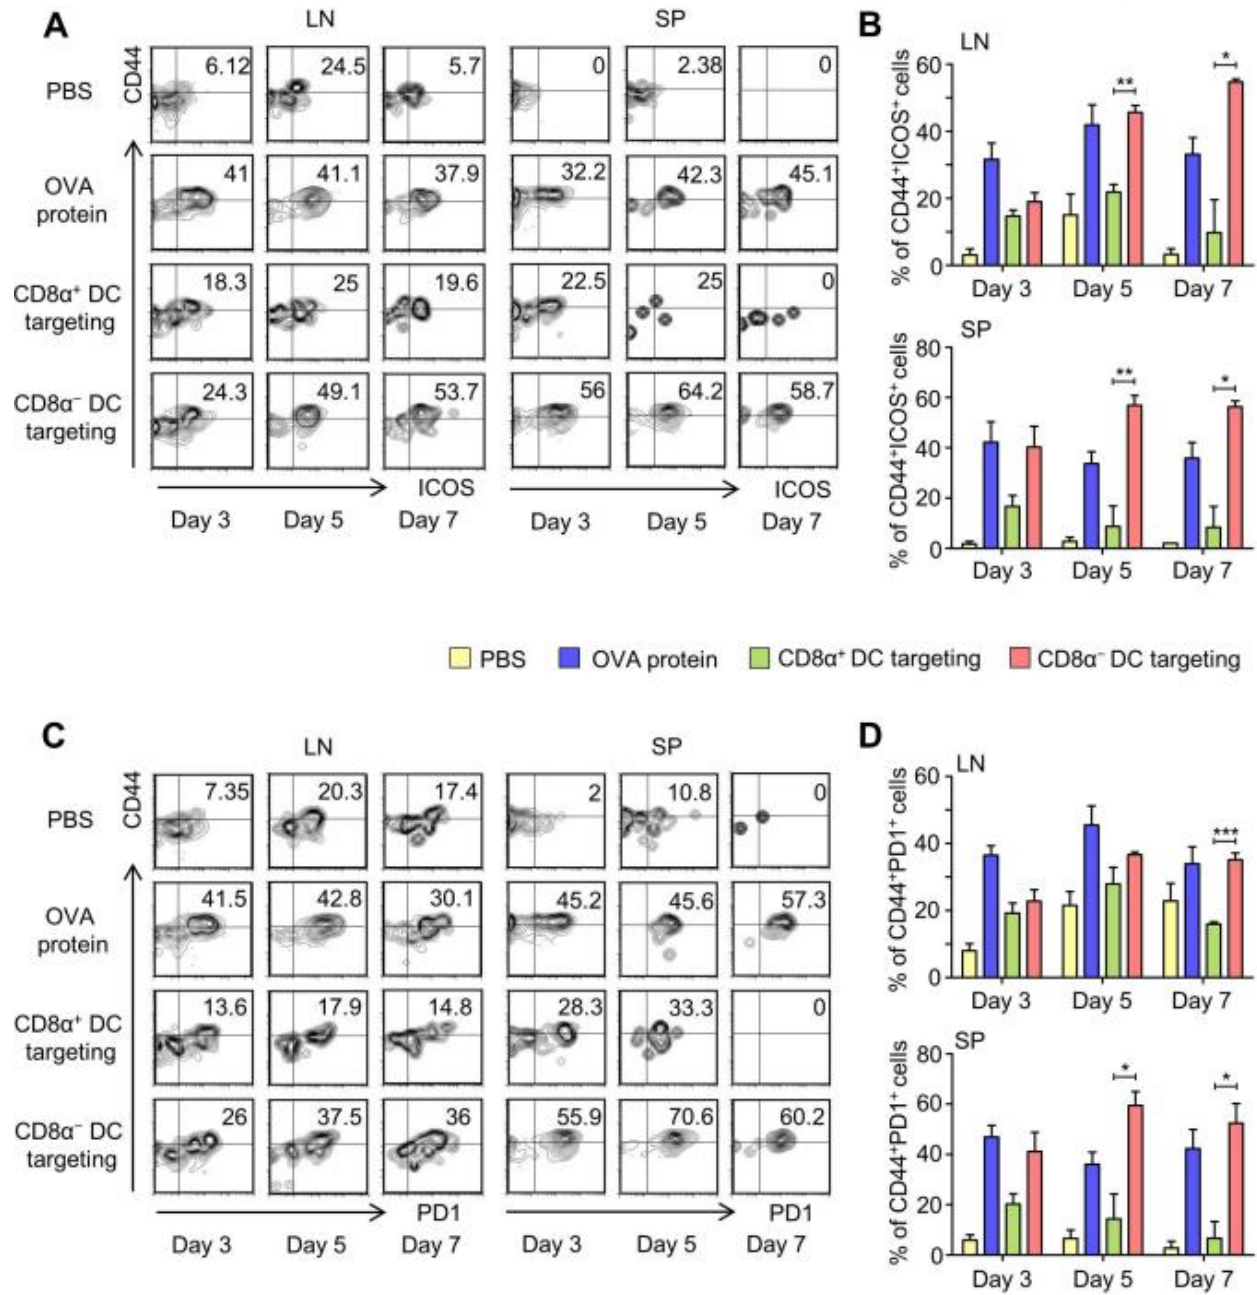 A
LN
SP
CD44
PBS
6.12
24.5
5.7
0
2.38
0
OVA
protein
41
41.1
37.9
32.2
42.3
45.1
CD8α⁺ DC
targeting
18.3
25
19.6
22.5
25
0
CD8α⁻ DC
targeting
24.3
49.1
53.7
56
64.2
58.7
ICOS
ICOS
Day 3
Day 5
Day 7
Day 3
Day 5
Day 7
B
LN
% of CD44⁺ICOS⁺ cells
60
40
20
0
**
*
Day 3
Day 5
Day 7
SP
% of CD44⁺ICOS⁺ cells
80
60
40
20
0
**
*
Day 3
Day 5
Day 7
PBS
OVA protein
CD8α⁺ DC targeting
CD8α⁻ DC targeting
C
LN
SP
CD44
PBS
7.35
20.3
17.4
2
10.8
0
OVA
protein
41.5
42.8
30.1
45.2
45.6
57.3
CD8α⁺ DC
targeting
13.6
17.9
14.8
28.3
33.3
0
CD8α⁻ DC
targeting
26
37.5
36
55.9
70.6
60.2
PD1
PD1
Day 3
Day 5
Day 7
Day 3
Day 5
Day 7
D
LN
% of CD44⁺PD1⁺ cells
60
40
20
0
***
Day 3
Day 5
Day 7
SP
% of CD44⁺PD1⁺ cells
80
60
40
20
0
*
*
Day 3
Day 5
Day 7